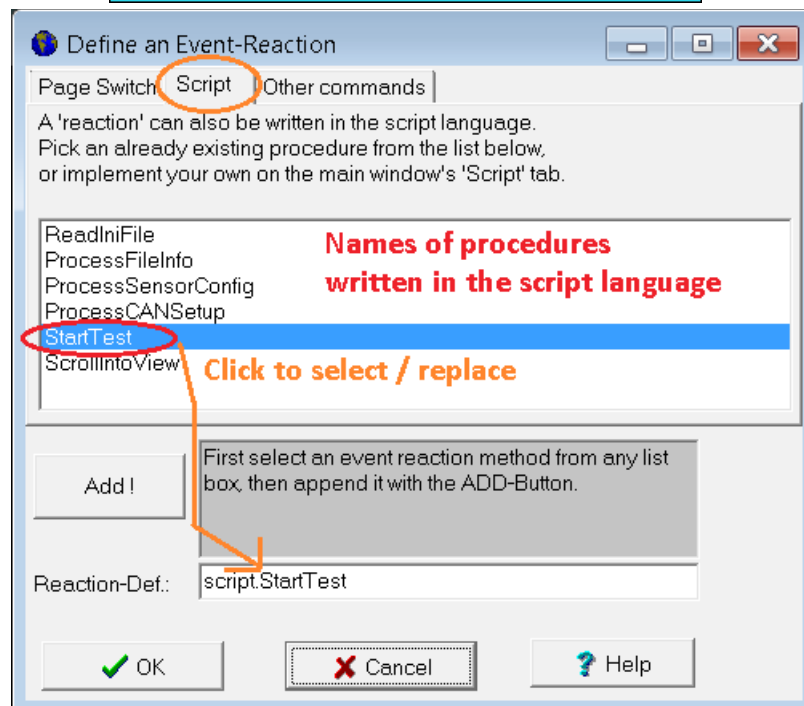 Define an Event-Reaction
Page Switch Script Other commands
A 'reaction' can also be written in the script language.
Pick an already existing procedure from the list below,
or implement your own on the main window's 'Script' tab.
ReadIniFile
ProcessFileInfo
ProcessSensorConfig
ProcessCANSetup
StartTest
ScrollIntoView
Names of procedures
written in the script language
Click to select / replace
Add !
First select an event reaction method from any list
box, then append it with the ADD-Button.
Reaction-Def.: script.StartTest
OK Cancel ? Help